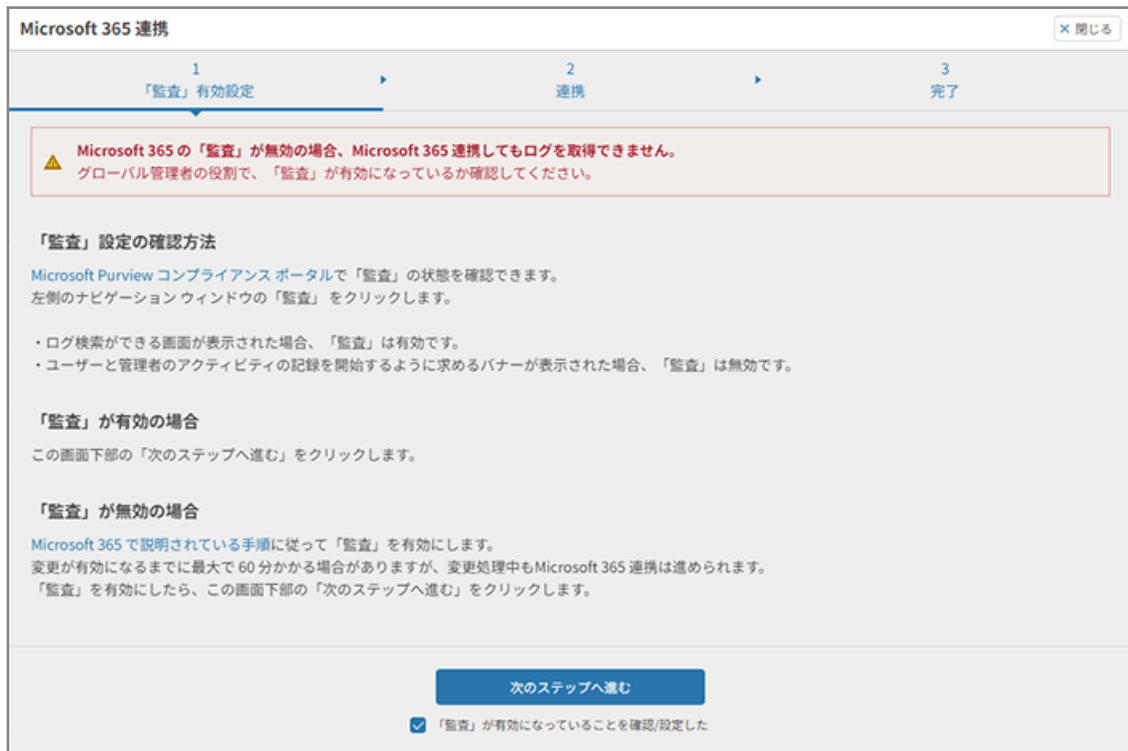 Microsoft 365 連携
× 閉じる
1
「監査」有効設定
2
連携
3
完了
Microsoft 365 の「監査」が無効の場合、Microsoft 365 連携してもログを取得できません。
グローバル管理者の役割で、「監査」が有効になっているか確認してください。
「監査」設定の確認方法
Microsoft Purview コンプライアンス ポータルで「監査」の状態を確認できます。
左側のナビゲーション ウィンドウの「監査」 をクリックします。
・ログ検索ができる画面が表示された場合、「監査」は有効です。
・ユーザーと管理者のアクティビティの記録を開始するように求めるバナーが表示された場合、「監査」は無効です。
「監査」が有効の場合
この画面下部の「次のステップへ進む」をクリックします。
「監査」が無効の場合
Microsoft 365 で説明されている手順に従って「監査」を有効にします。
変更が有効になるまでに最大で 60 分かかる場合がありますが、変更処理中もMicrosoft 365 連携は進められます。
「監査」を有効にしたら、この画面下部の「次のステップへ進む」をクリックします。
次のステップへ進む
「監査」が有効になっていることを確認/設定した